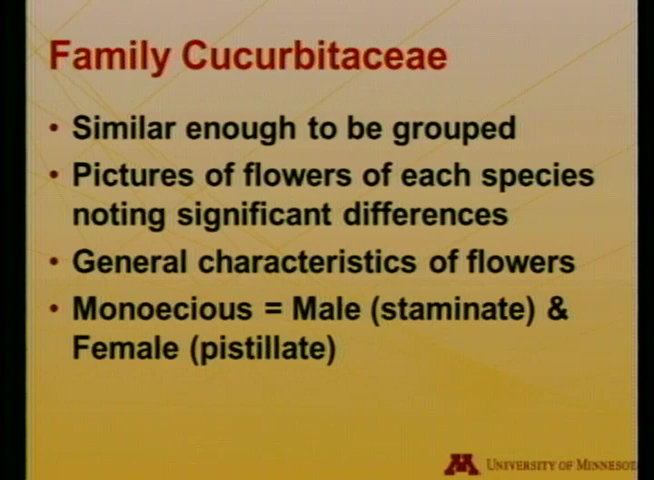 Family Cucurbitaceae
• Similar enough to be grouped
• Pictures of flowers of each species
noting significant differences
• General characteristics of flowers
• Monoecious = Male (staminate) &
Female (pistillate)
M UNIVERSITY OF MINNESOT